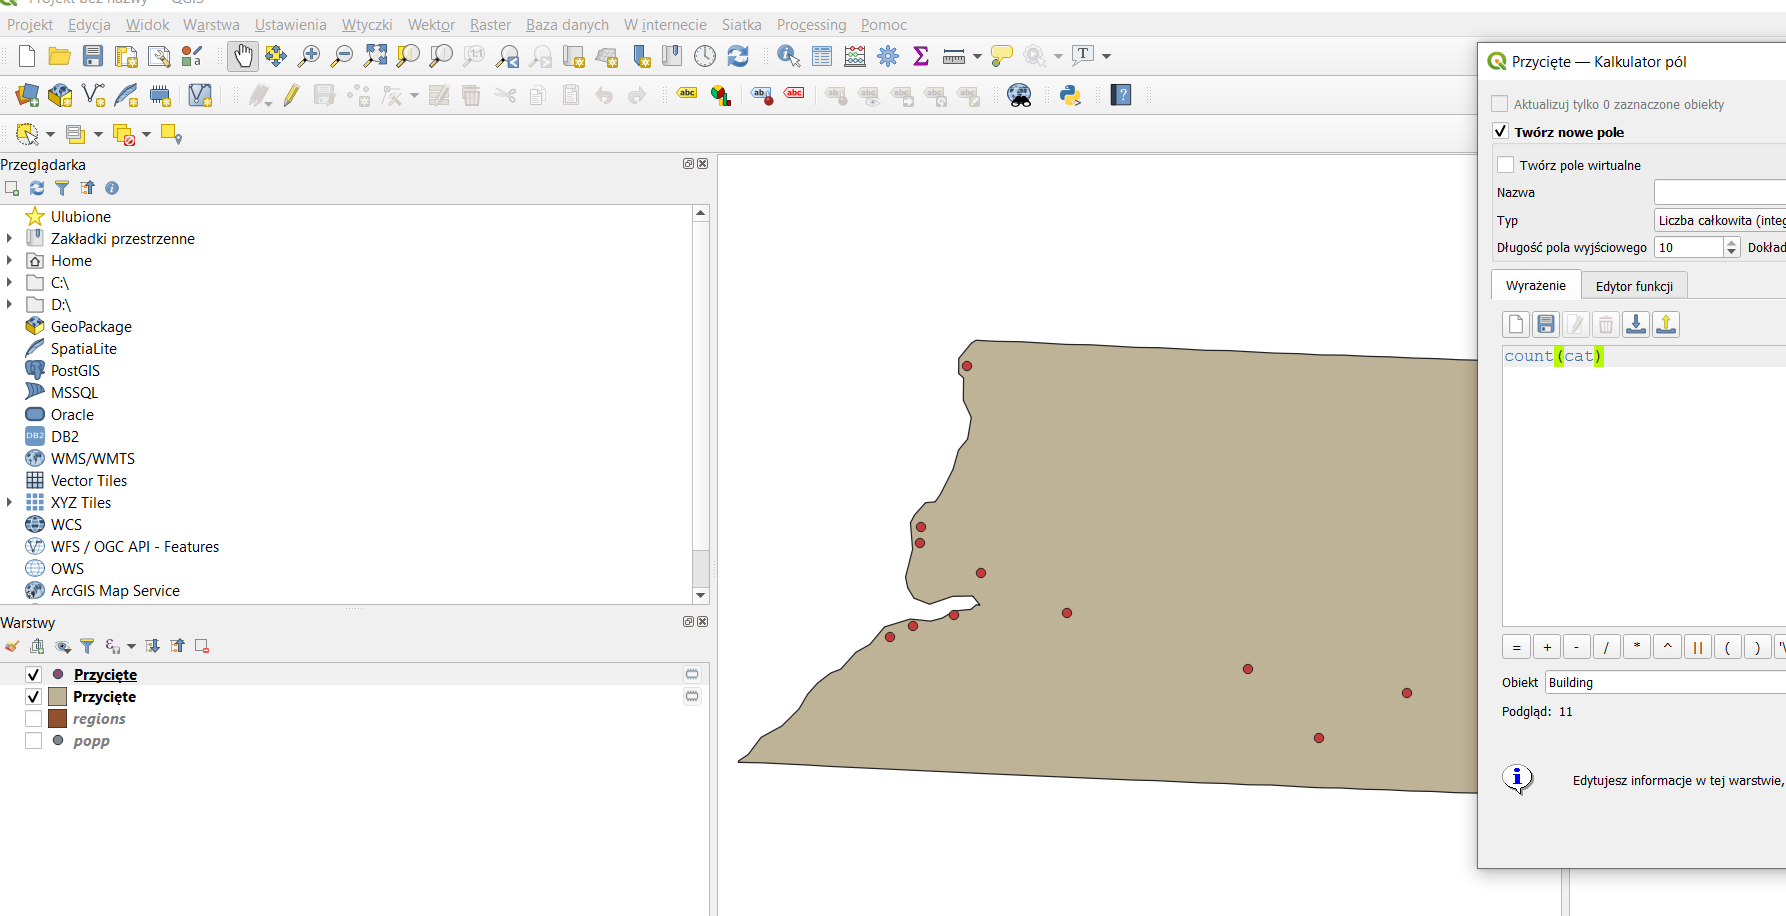 Projekt bez nazwy — QGIS
Projekt Edycja Widok Warstwa Ustawienia Wtyczki Wektor Raster Baza danych W internecie Siatka Processing Pomoc
Przeglądarka
Ulubione
Zakładki przestrzenne
Home
C:\
D:\
GeoPackage
SpatiaLite
PostGIS
MSSQL
Oracle
DB2
WMS/WMTS
Vector Tiles
XYZ Tiles
WCS
WFS / OGC API - Features
OWS
ArcGIS Map Service
Warstwy
Przycięte
Przycięte
regions
popp
Przycięte — Kalkulator pól
Aktualizuj tylko 0 zaznaczone obiekty
Twórz nowe pole
Twórz pole wirtualne
Nazwa
Typ Liczba całkowita (integ
Długość pola wyjściowego 10 Dokład
Wyrażenie Edytor funkcji
count(cat)
= + - / * ^ || ( ) '\
Obiekt Building
Podgląd: 11
Edytujesz informacje w tej warstwie,